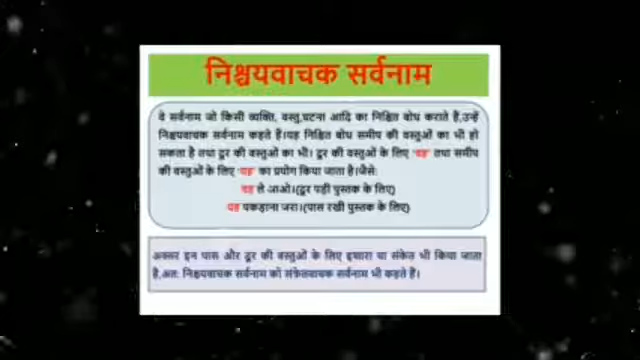 निश्चयवाचक सर्वनाम
वे सर्वनाम जो किसी व्यक्ति, वस्तु,घटना आदि का निश्चित बोध कराते हैं,उन्हें
निश्चयवाचक सर्वनाम कहते हैं।यह निश्चित बोध समीप की वस्तुओं का भी हो
सकता है तथा दूर की वस्तुओं का भी। दूर की वस्तुओं के लिए 'वह' तथा समीप
की वस्तुओं के लिए 'यह' का प्रयोग किया जाता है।जैसे:
वह ले आओ।(दूर पड़ी पुस्तक के लिए)
यह पकड़ाना जरा।(पास रखी पुस्तक के लिए)
अक्सर इन पास और दूर की वस्तुओं के लिए इशारा या संकेत भी किया जाता
है,अतः निश्चयवाचक सर्वनाम को संकेतवाचक सर्वनाम भी कहते हैं।